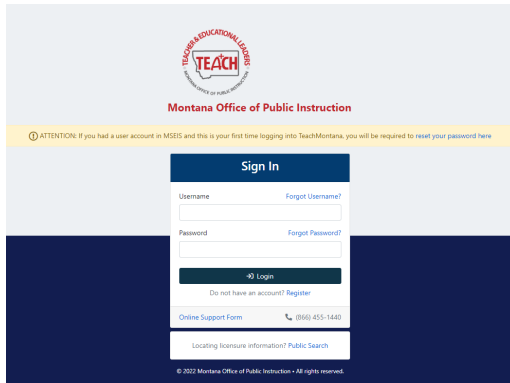 TEACHER & EDUCATIONAL LEADERS
TEACH
MONTANA OFFICE OF PUBLIC INSTRUCTION
Montana Office of Public Instruction
ATTENTION: If you had a user account in MSEIS and this is your first time logging into TeachMontana, you will be required to reset your password here
Sign In
Username Forgot Username?
Password Forgot Password?
Login
Do not have an account? Register
Online Support Form (866) 455-1440
Locating licensure information? Public Search
© 2022 Montana Office of Public Instruction • All rights reserved.